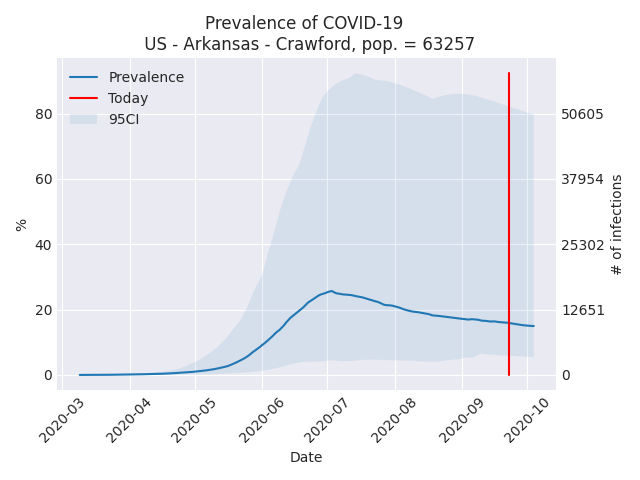 Prevalence of COVID-19
US - Arkansas - Crawford, pop. = 63257
Prevalence
Today
95CI
80
60
40
20
0
%
50605
37954
25302
12651
0
# of infections
2020-03
2020-04
2020-05
2020-06
2020-07
2020-08
2020-09
2020-10
Date